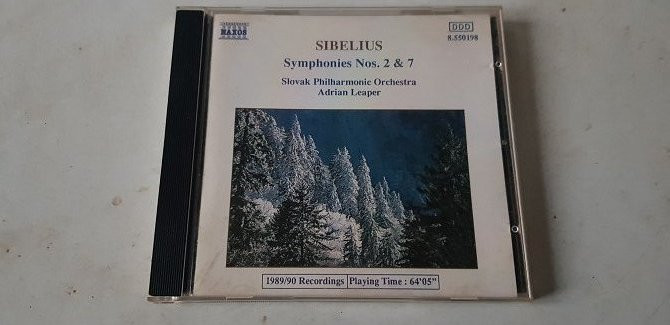 NAXOS
DDD
8.550198
SIBELIUS
Symphonies Nos. 2 & 7
Slovak Philharmonic Orchestra
Adrian Leaper
1989/90 Recordings Playing Time : 64'05"